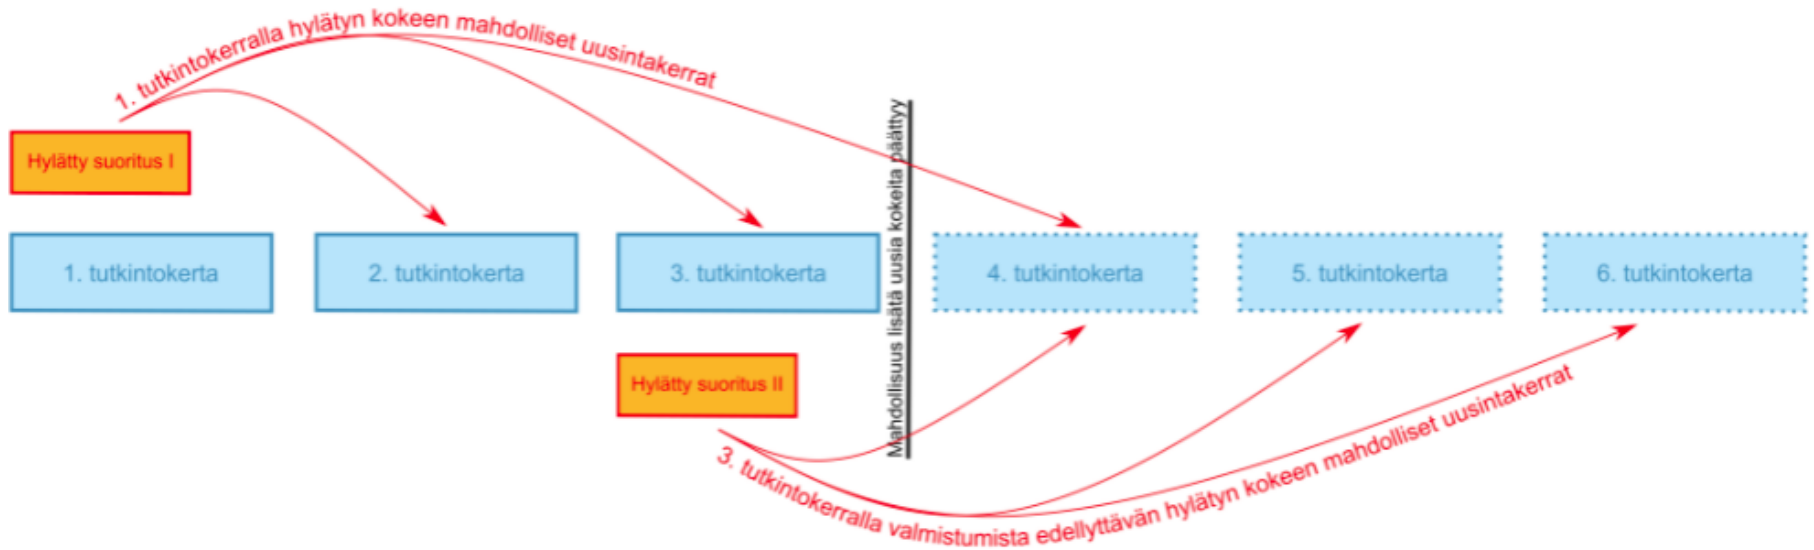 1. tutkintokerralla hylätyn kokeen mahdolliset uusintakerrat
Mahdollisuus lisätä uusia kokeita päättyy
Hylätty suoritus I
1. tutkintokerta
2. tutkintokerta
3. tutkintokerta
4. tutkintokerta
5. tutkintokerta
6. tutkintokerta
Hylätty suoritus II
3. tutkintokerralla valmistumista edellyttävän hylätyn kokeen mahdolliset uusintakerrat